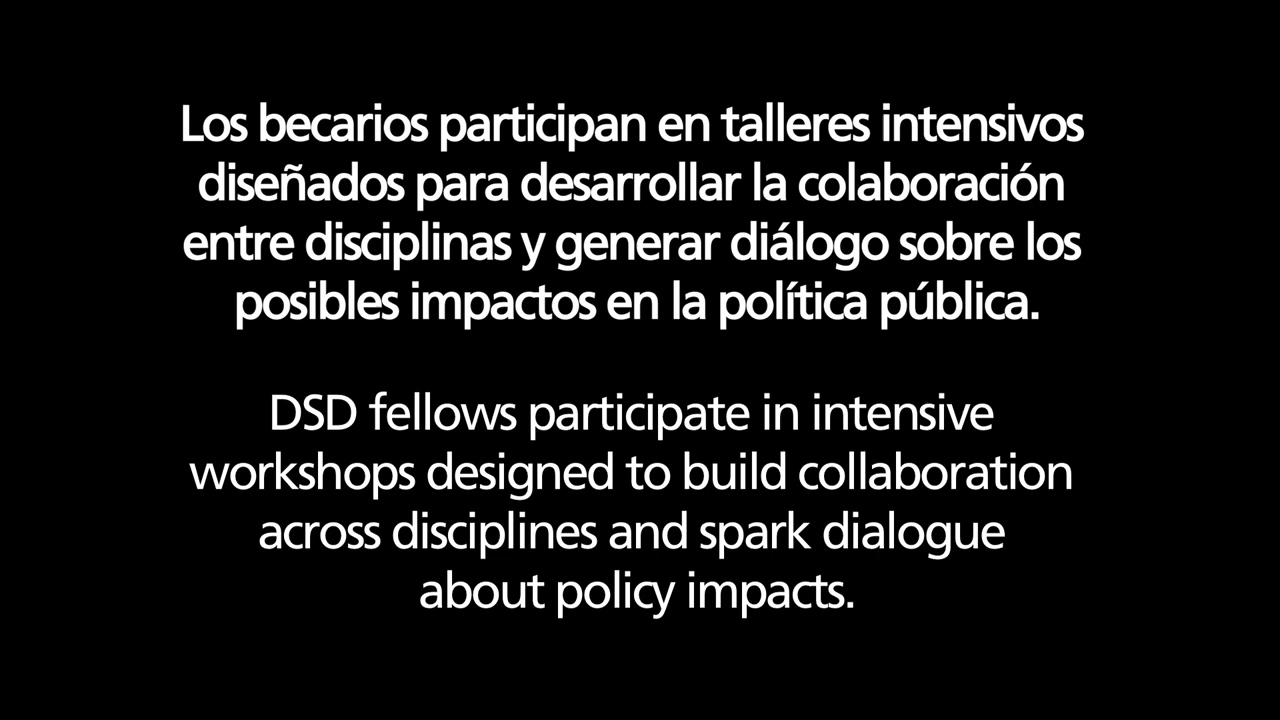 Los becarios participan en talleres intensivos
diseñados para desarrollar la colaboración
entre disciplinas y generar diálogo sobre los
posibles impactos en la política pública.
DSD fellows participate in intensive
workshops designed to build collaboration
across disciplines and spark dialogue
about policy impacts.